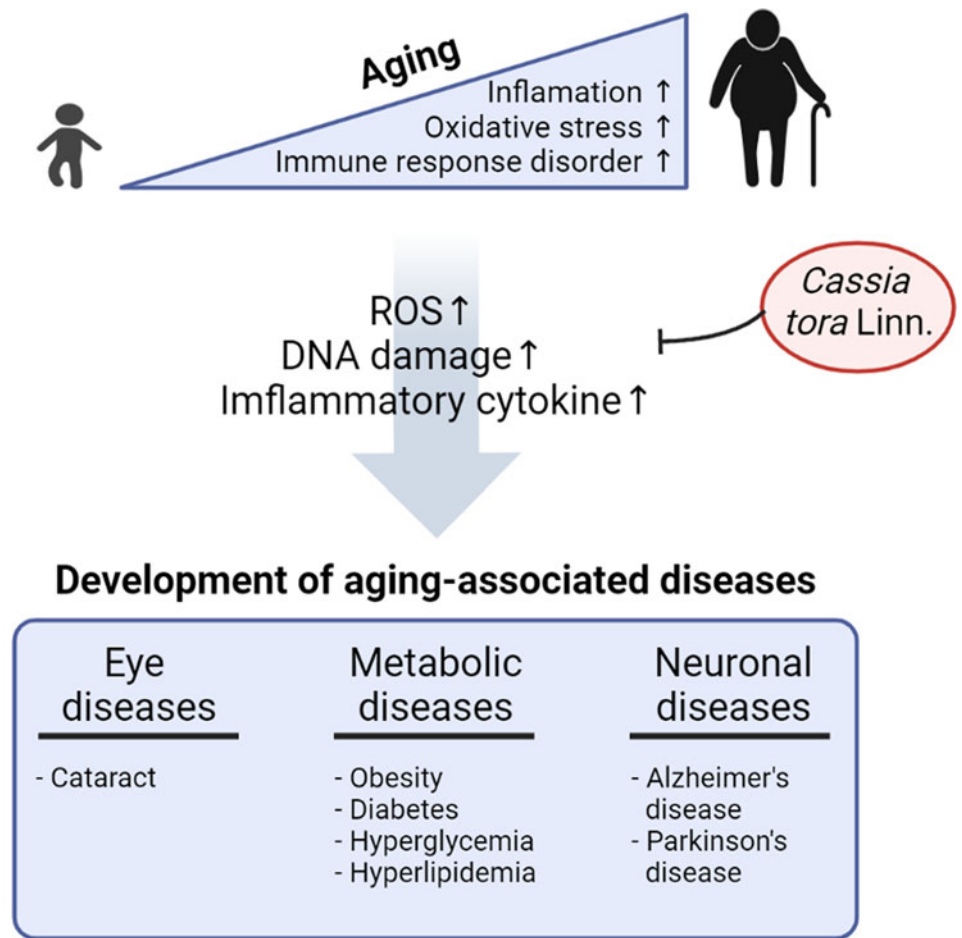 Aging
Inflamation ↑
Oxidative stress ↑
Immune response disorder ↑
ROS↑
DNA damage↑
Imflammatory cytokine↑
Cassia
tora Linn.
Development of aging-associated diseases
Eye
diseases
- Cataract
Metabolic
diseases
- Obesity
- Diabetes
- Hyperglycemia
- Hyperlipidemia
Neuronal
diseases
- Alzheimer's
disease
- Parkinson's
disease